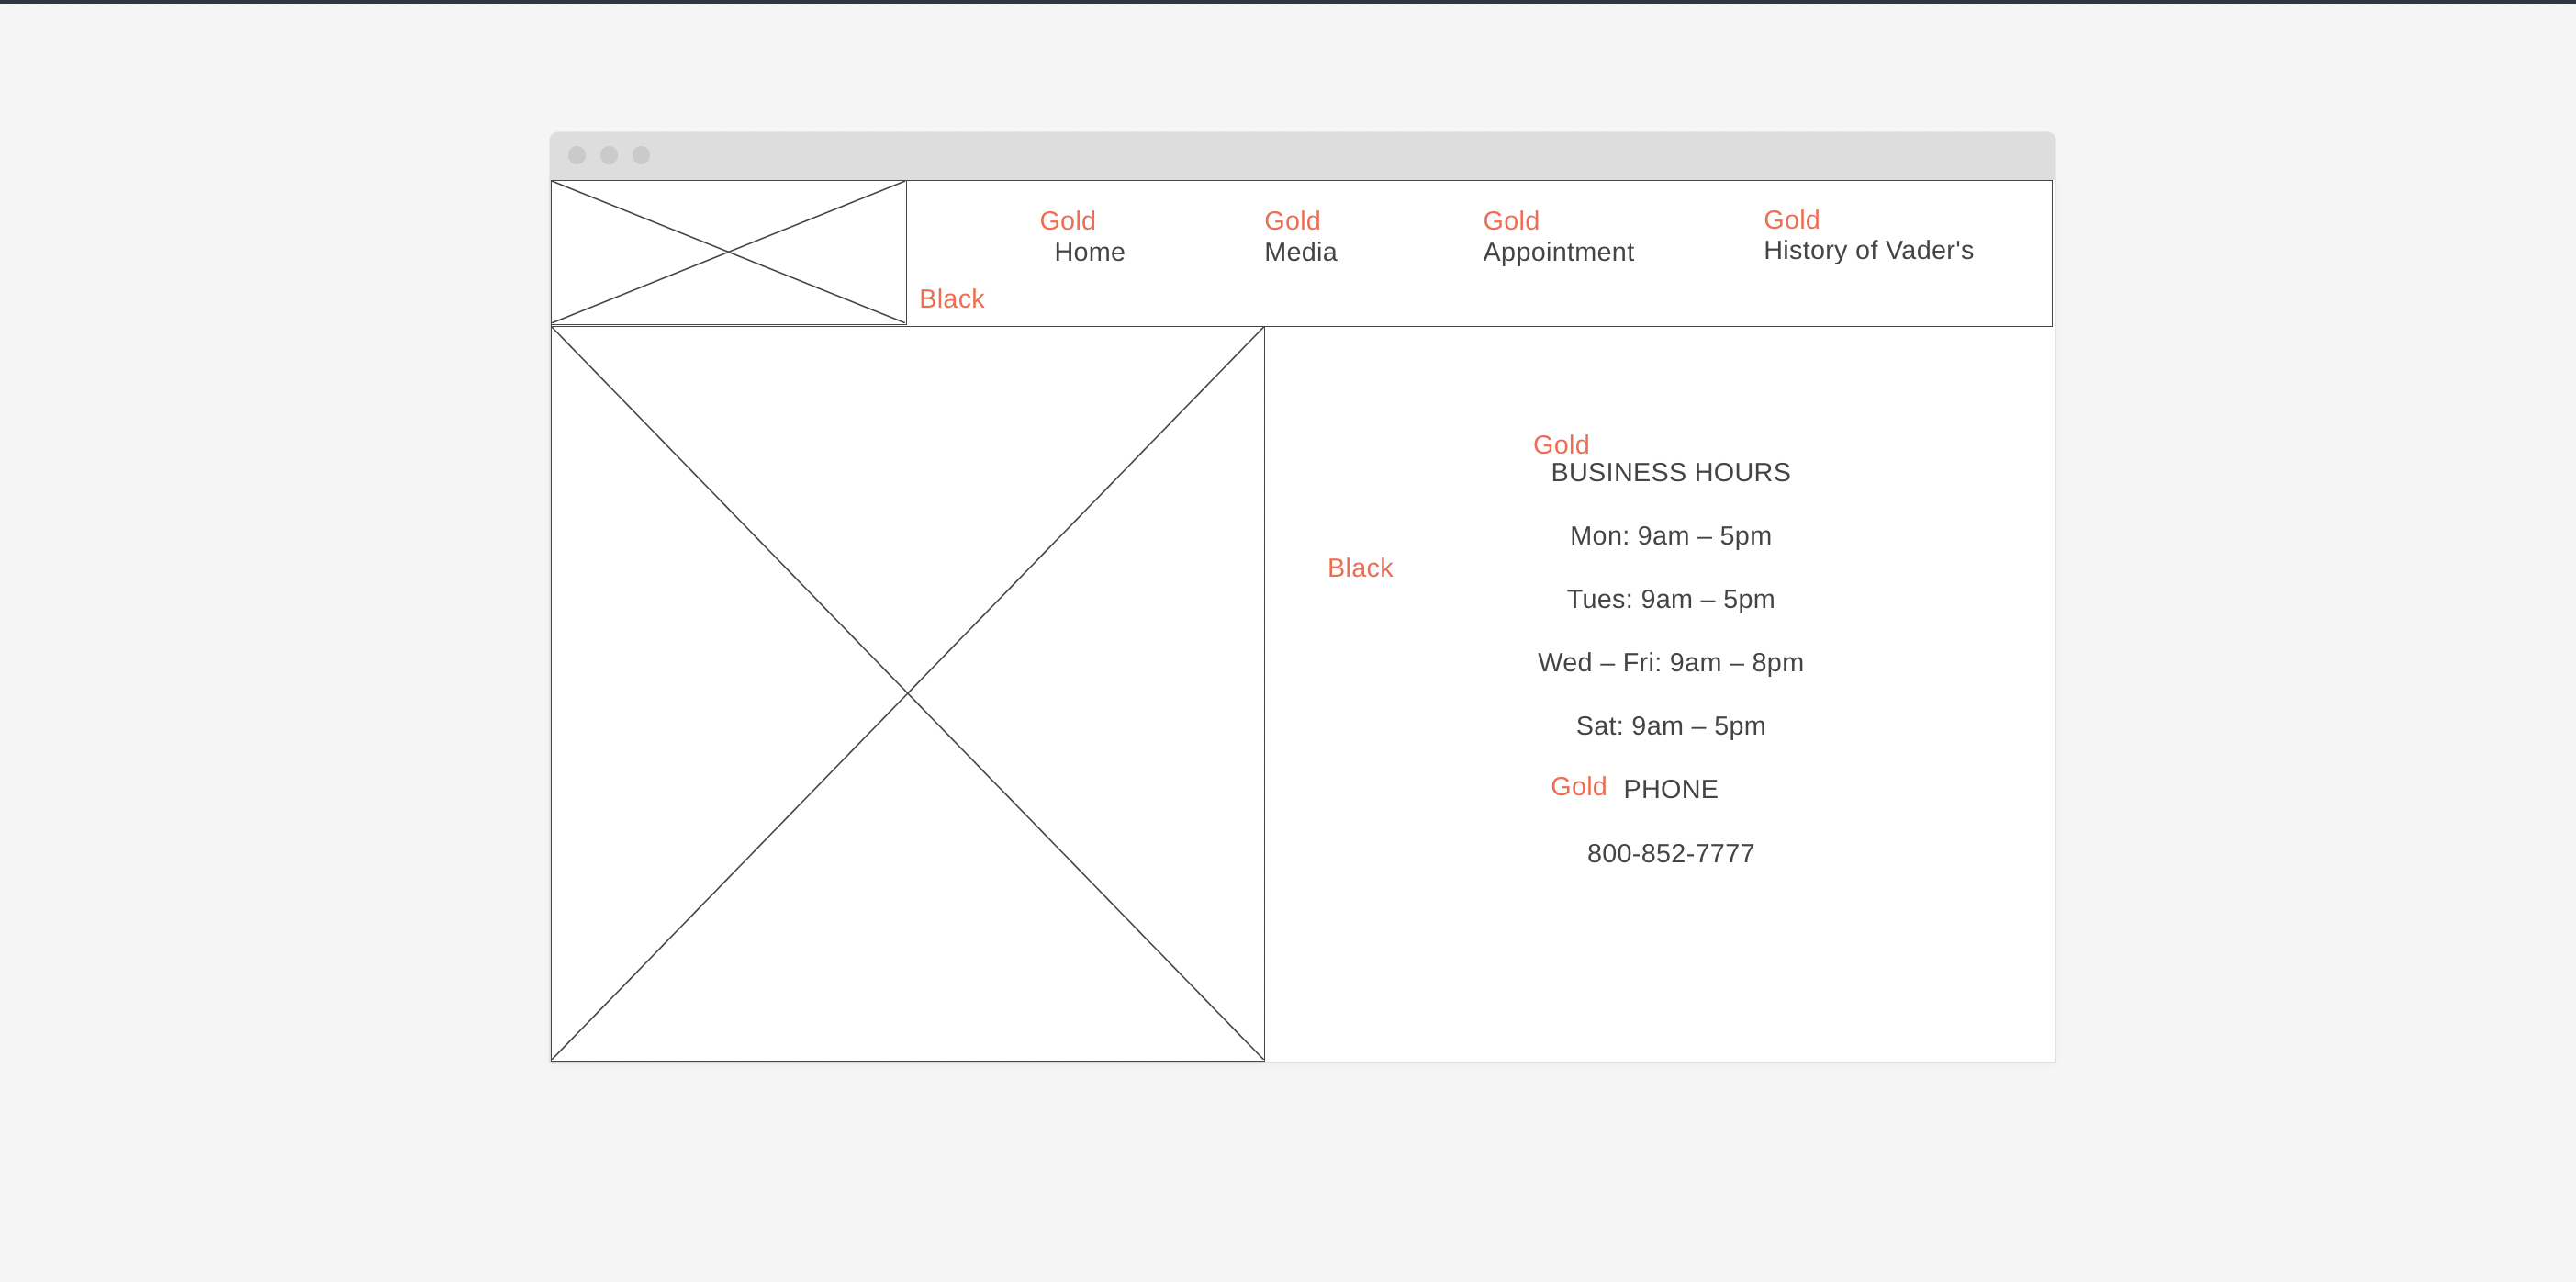 Gold Gold Gold Gold
Home Media Appointment History of Vader's
Black
Gold
BUSINESS HOURS
Mon: 9am – 5pm
Black
Tues: 9am – 5pm
Wed – Fri: 9am – 8pm
Sat: 9am – 5pm
Gold PHONE
800-852-7777